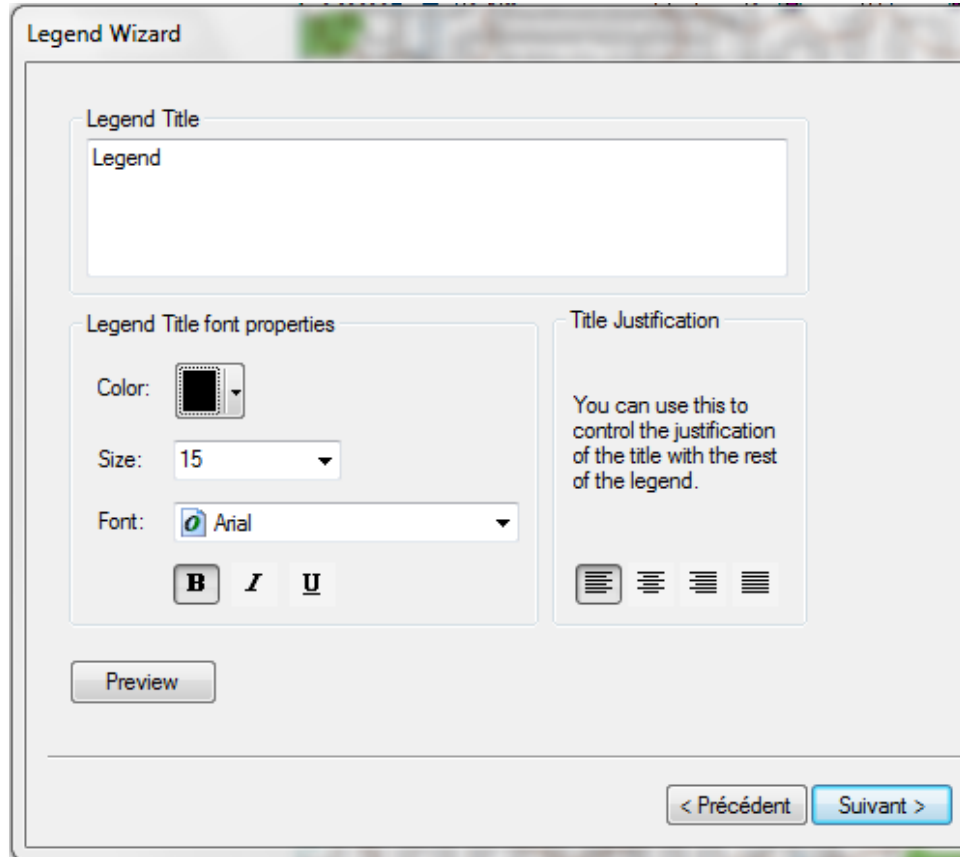 Legend Wizard
Legend Title
Legend
Legend Title font properties
Color:
Size: 15
Font: Arial
B I U
Title Justification
You can use this to
control the justification
of the title with the rest
of the legend.
Preview
< Précédent Suivant >